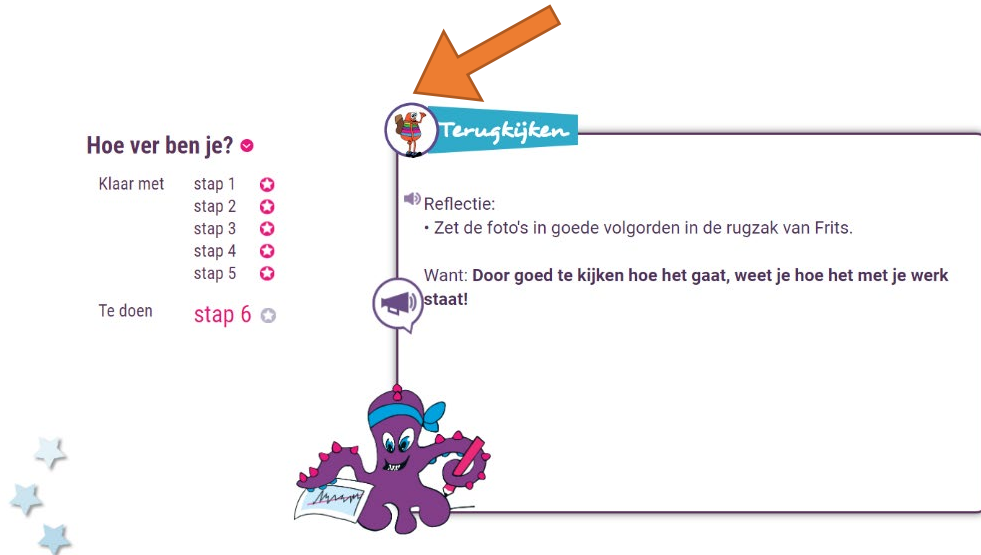 Hoe ver ben je?
Klaar met stap 1
stap 2
stap 3
stap 4
stap 5
Te doen stap 6
Terugkijken
Reflectie:
• Zet de foto's in goede volgorden in de rugzak van Frits.
Want: Door goed te kijken hoe het gaat, weet je hoe het met je werk
staat!